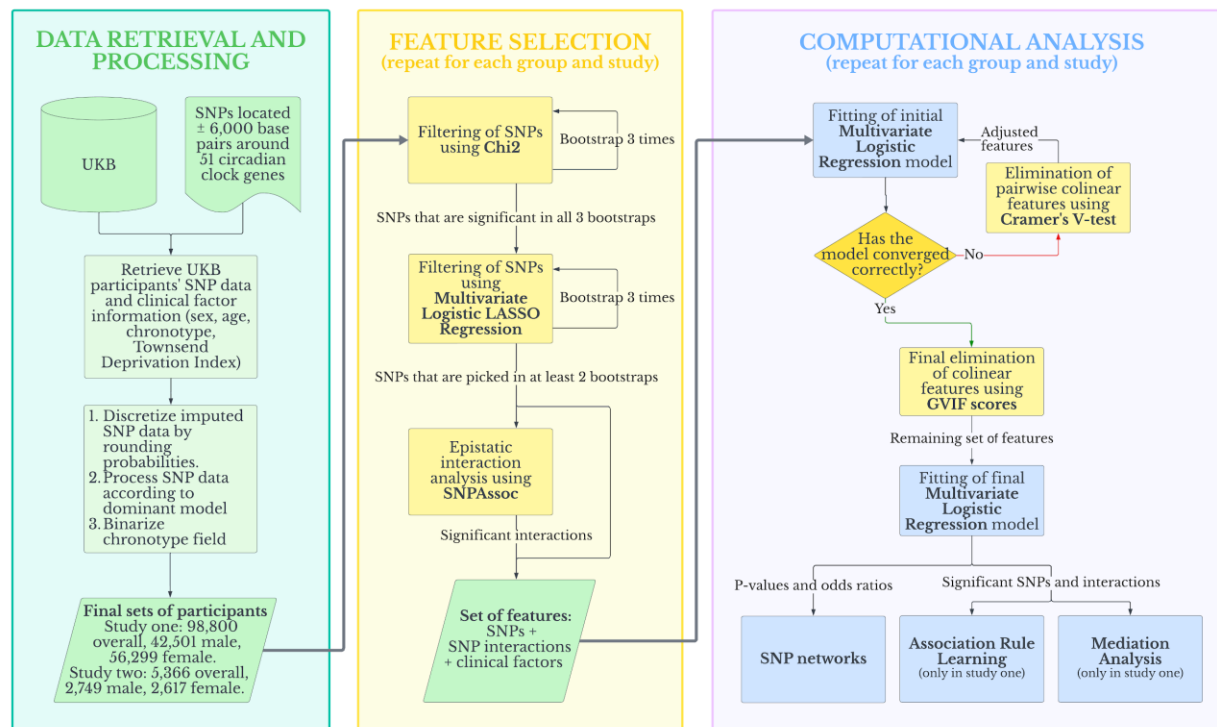 DATA RETRIEVAL AND
PROCESSING
UKB
SNPs located
± 6,000 base
pairs around
51 circadian
clock genes
Retrieve UKB
participants' SNP
data and clinical factor
information (sex, age,
chronotype,
Townsend
Deprivation Index)
1. Discretize imputed
SNP data by
rounding
probabilities.
2. Process SNP data
according to
dominant model
3. Binarize
chronotype field
Final sets of participants
Study one: 98,800
overall, 42,501 male,
56,299 female.
Study two: 5,366 overall,
2,749 male, 2,617 female.
FEATURE SELECTION
(repeat for each group and study)
Filtering of SNPs
using Chi2
Bootstrap 3 times
SNPs that are significant in all 3 bootstraps
Filtering of SNPs
using
Multivariate
Logistic LASSO
Regression
Bootstrap 3 times
SNPs that are picked in at least 2 bootstraps
Epistatic
interaction
analysis using
SNPAssoc
Significant interactions
Set of features:
SNPs +
SNP interactions
+ clinical factors
COMPUTATIONAL ANALYSIS
(repeat for each group and study)
Fitting of initial
Multivariate
Logistic
Regression model
Adjusted
features
Elimination of
pairwise colinear
features using
Cramer's V-test
Has the
model converged
correctly?
No
Yes
Final elimination
of colinear
features using
GVIF scores
Remaining set of features
Fitting of final
Multivariate
Logistic
Regression model
P-values and odds ratios
Significant SNPs and interactions
SNP networks
Association Rule
Learning
(only in study one)
Mediation
Analysis
(only in study one)